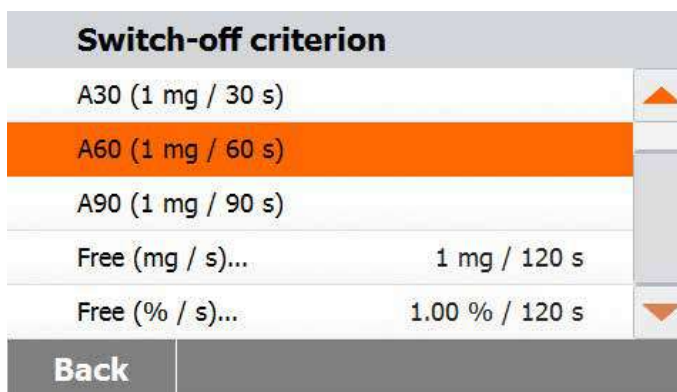 Switch-off criterion
A30 (1 mg / 30 s)
A60 (1 mg / 60 s)
A90 (1 mg / 90 s)
Free (mg / s)... 1 mg / 120 s
Free (% / s)... 1.00 % / 120 s
Back